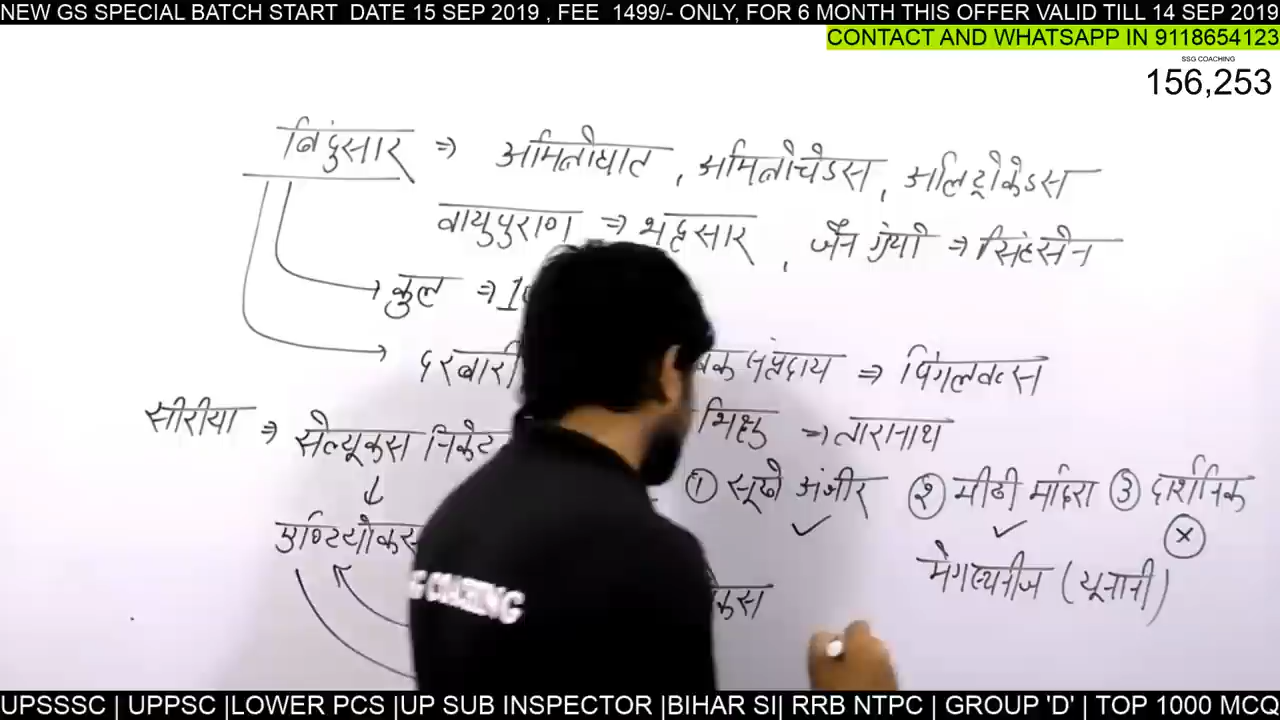 NEW GS SPECIAL BATCH START DATE 15 SEP 2019 , FEE 1499/- ONLY, FOR 6 MONTH THIS OFFER VALID TILL 14 SEP 2019
CONTACT AND WHATSAPP IN 9118654123
SSG COACHING
156,253
बिंदुसार ⇒ अमितोघात , अमितोचेडस , अलिट्रोकेडस
वायुपुराण ⇒ भद्रसार , जैन ग्रंथो ⇒ सिंहसेन
कुल ⇒
दरबारी संप्रदाय ⇒ पिंगलवत्स
भिक्षु ⇒ तारानाथ
सीरीया ⇒ सेल्यूकस निकेट
① सूखे अंजीर ② मीठी मदिरा ③ दार्शनिक
एण्टियोकस
मेगस्थनीज (यूनानी)
G COACHING
UPSSSC | UPPSC |LOWER PCS |UP SUB INSPECTOR |BIHAR SI| RRB NTPC | GROUP 'D' | TOP 1000 MCQ